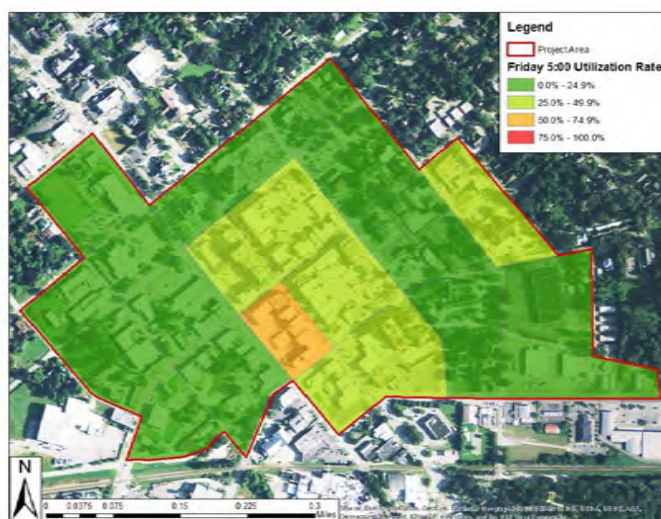 Legend
Project Area
Friday 5:00 Utilization Rate
0.0% - 24.9%
25.0% - 49.9%
50.0% - 74.9%
75.0% - 100.0%
N
0 0.0375 0.075 0.15 0.225 0.3
Miles